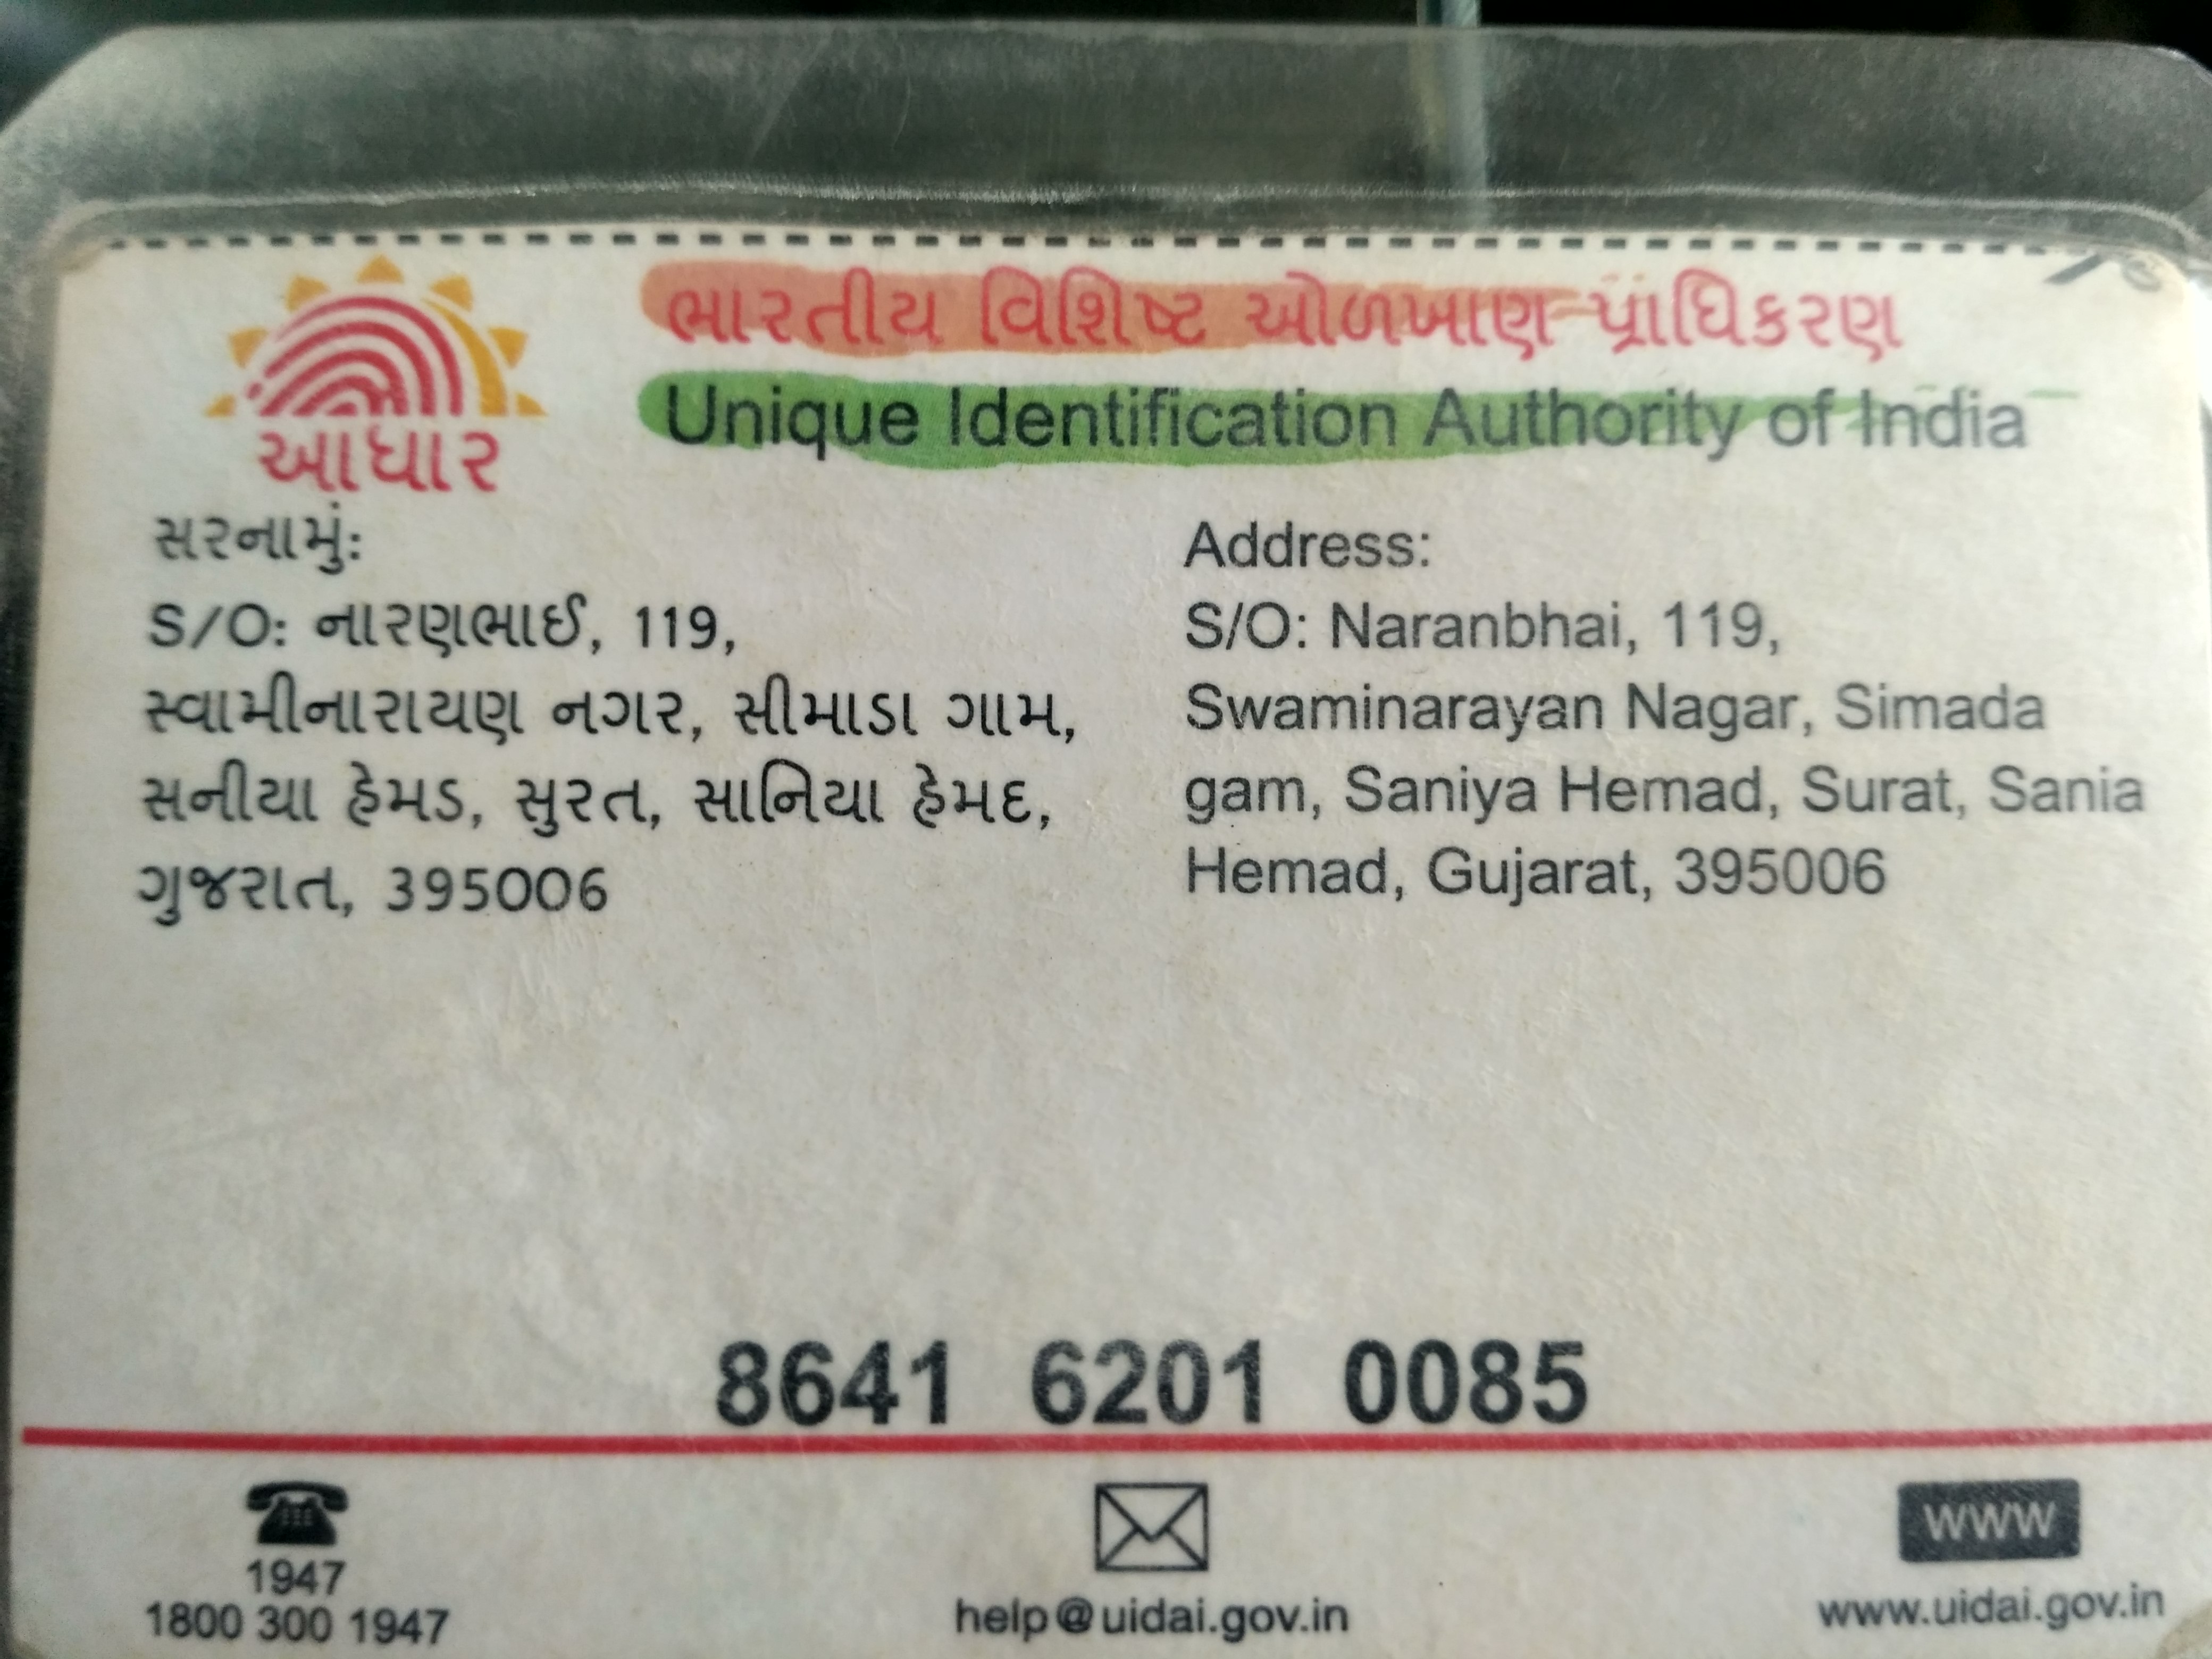 ભારતીય વિશિષ્ટ ઓળખાણ પ્રાધિકરણ
Unique Identification Authority of India
આધાર
સરનામું:
S/O: નારણભાઈ, 119,
સ્વામીનારાયણ નગર, સીમાડા ગામ,
સનીયા હેમડ, સુરત, સાનિયા હેમદ,
ગુજરાત, 395006
Address:
S/O: Naranbhai, 119,
Swaminarayan Nagar, Simada
gam, Saniya Hemad, Surat, Sania
Hemad, Gujarat, 395006
8641 6201 0085
1947
1800 300 1947
help@uidai.gov.in
www
www.uidai.gov.in